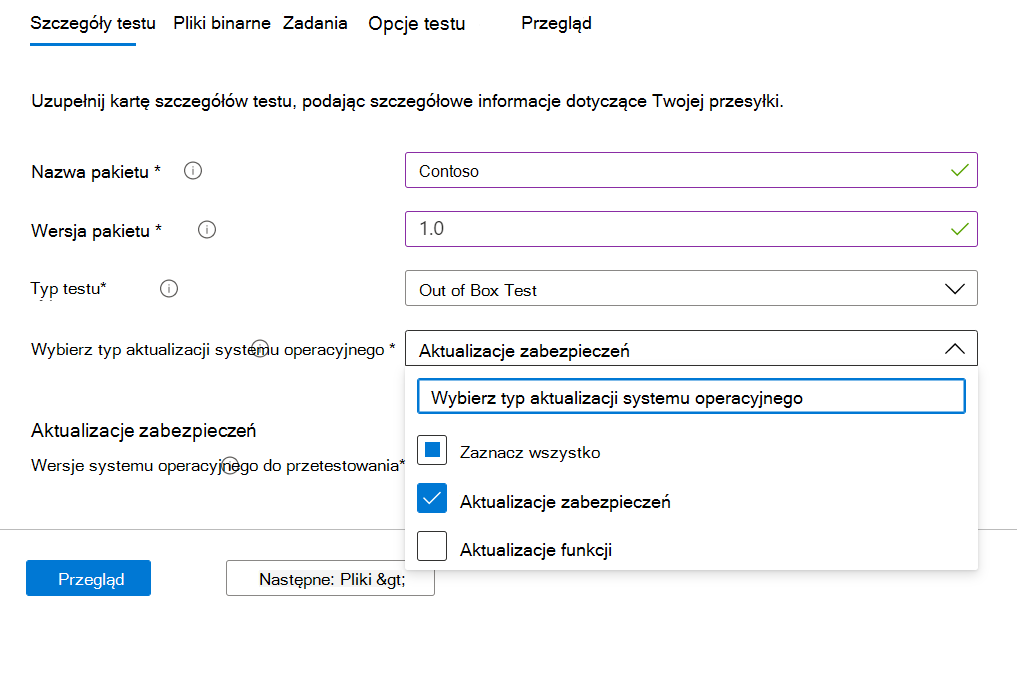 Szczegóły testu Pliki binarne Zadania Opcje testu Przegląd
Uzupełnij kartę szczegółów testu, podając szczegółowe informacje dotyczące Twojej przesyłki.
Nazwa pakietu * Contoso
Wersja pakietu * 1.0
Typ testu* Out of Box Test
Wybierz typ aktualizacji systemu operacyjnego * Aktualizacje zabezpieczeń
Wybierz typ aktualizacji systemu operacyjnego
Aktualizacje zabezpieczeń
Zaznacz wszystko
Wersje systemu operacyjnego do przetestowania*
Aktualizacje zabezpieczeń
Aktualizacje funkcji
Przegląd Następne: Pliki &gt;